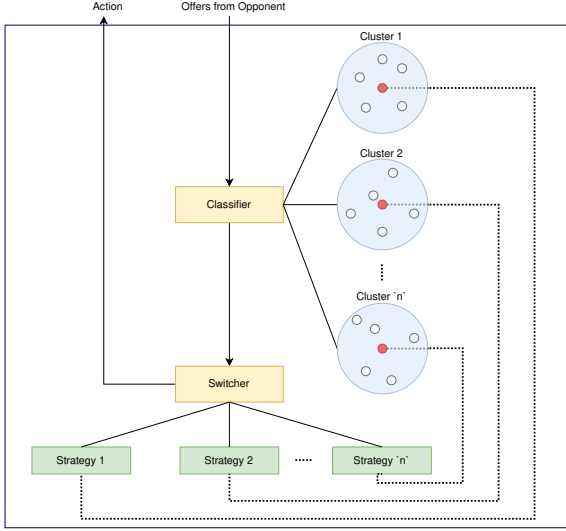 Action
Offers from Opponent
Cluster 1
Cluster 2
Classifier
Cluster `n`
Switcher
Strategy 1
Strategy 2
Strategy `n`